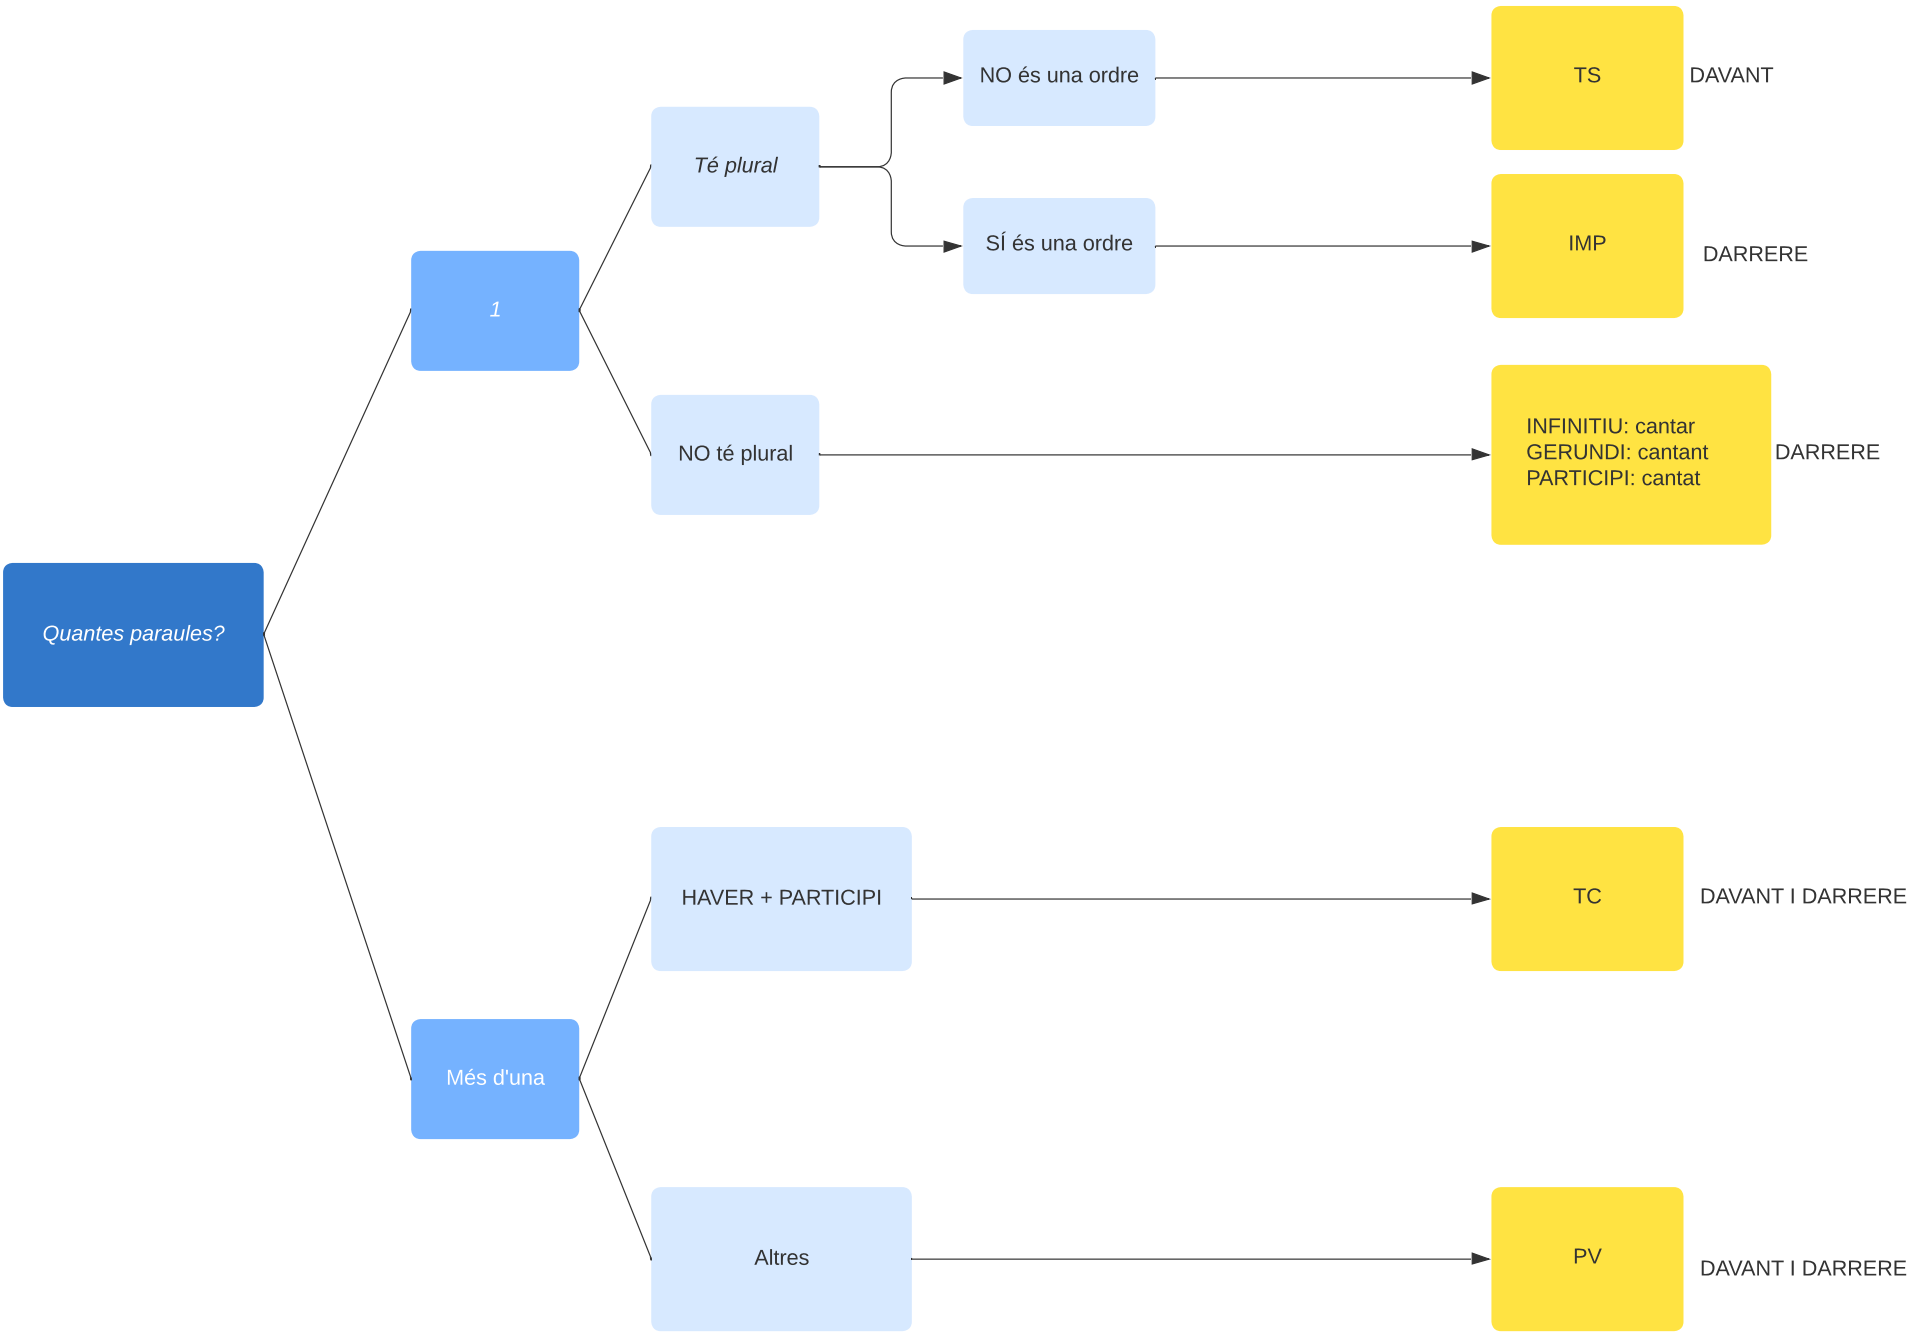 NO és una ordre
TS
DAVANT
Té plural
SÍ és una ordre
IMP
DARRERE
1
NO té plural
INFINITIU: cantar
GERUNDI: cantant
PARTICIPI: cantat
DARRERE
Quantes paraules?
HAVER + PARTICIPI
TC
DAVANT I DARRERE
Més d'una
Altres
PV
DAVANT I DARRERE